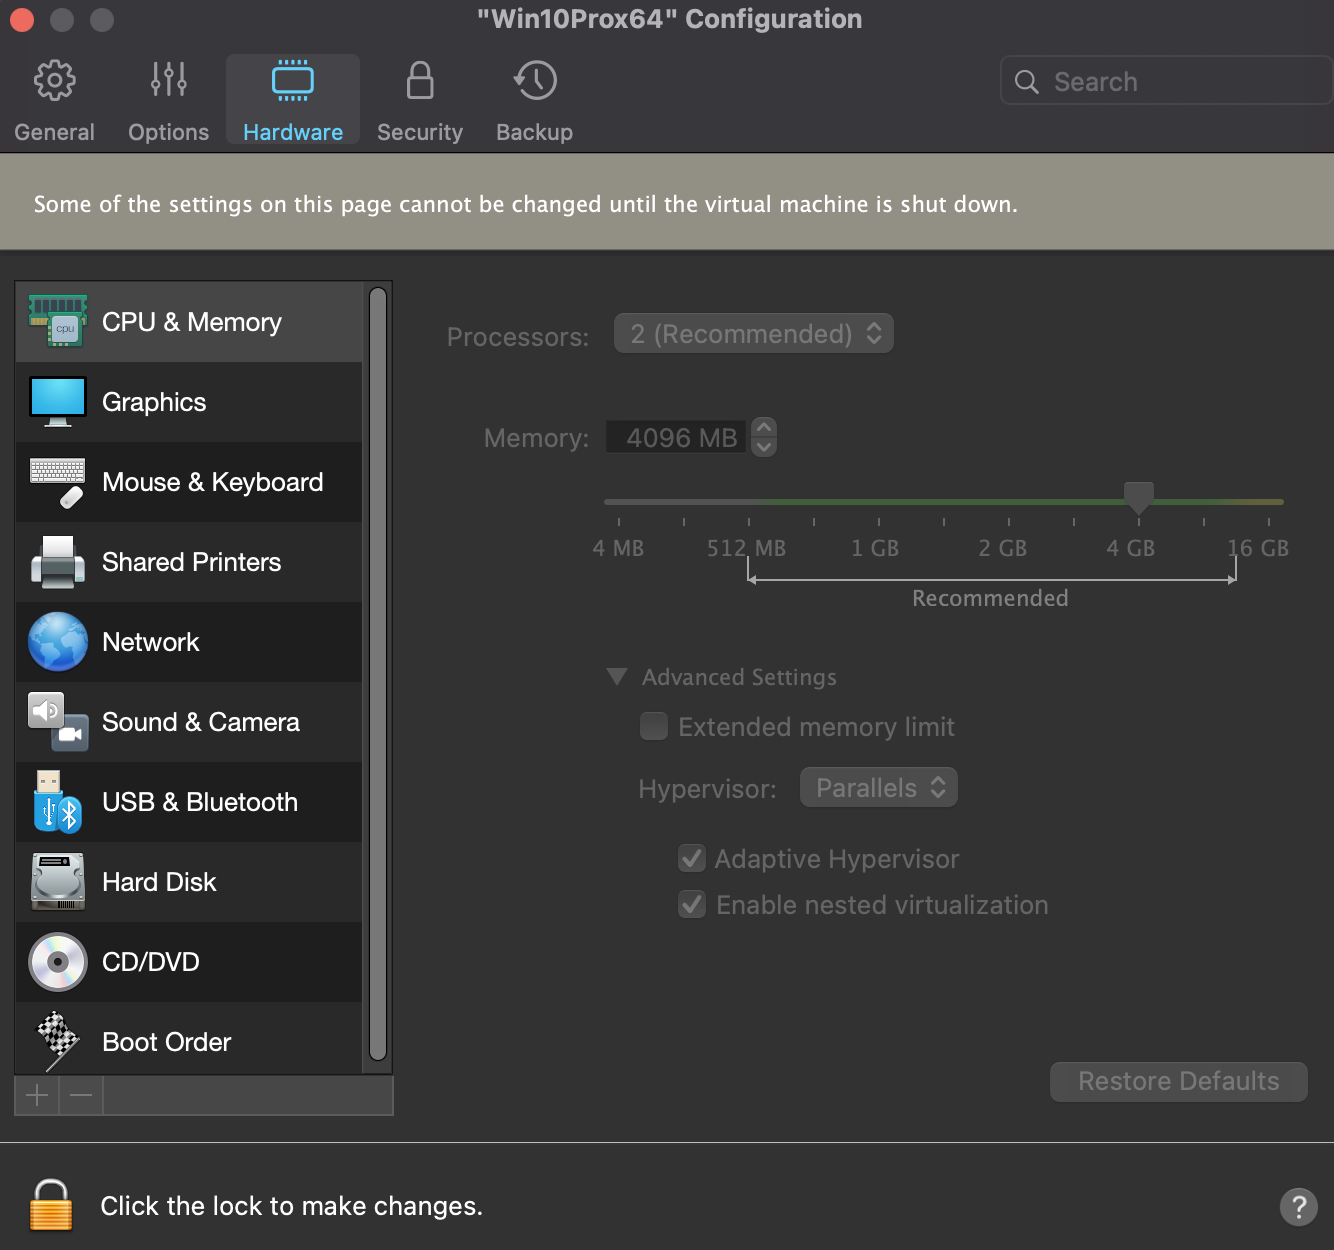 "Win10Prox64" Configuration
General Options Hardware Security Backup
Search
Some of the settings on this page cannot be changed until the virtual machine is shut down.
cpu
CPU & Memory
Graphics
Mouse & Keyboard
Shared Printers
Network
Sound & Camera
USB & Bluetooth
Hard Disk
CD/DVD
Boot Order
Processors: 2 (Recommended)
Memory: 4096 MB
4 MB 512 MB 1 GB 2 GB 4 GB 16 GB
Recommended
Advanced Settings
Extended memory limit
Hypervisor: Parallels
Adaptive Hypervisor
Enable nested virtualization
Restore Defaults
Click the lock to make changes.
?